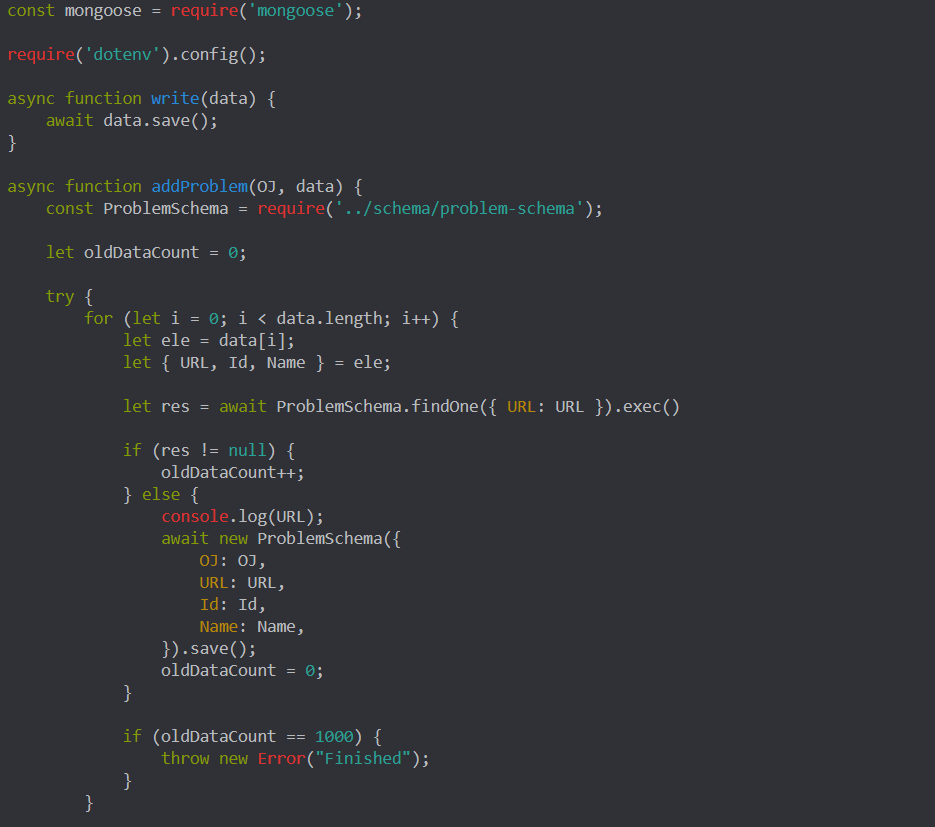 const mongoose = require('mongoose');
require('dotenv').config();
async function write(data) {
    await data.save();
}
async function addProblem(OJ, data) {
    const ProblemSchema = require('../schema/problem-schema');
    let oldDataCount = 0;
    try {
        for (let i = 0; i < data.length; i++) {
            let ele = data[i];
            let { URL, Id, Name } = ele;
            let res = await ProblemSchema.findOne({ URL: URL }).exec()
            if (res != null) {
                oldDataCount++;
            } else {
                console.log(URL);
                await new ProblemSchema({
                    OJ: OJ,
                    URL: URL,
                    Id: Id,
                    Name: Name,
                }).save();
                oldDataCount = 0;
            }
            if (oldDataCount == 1000) {
                throw new Error("Finished");
            }
        }